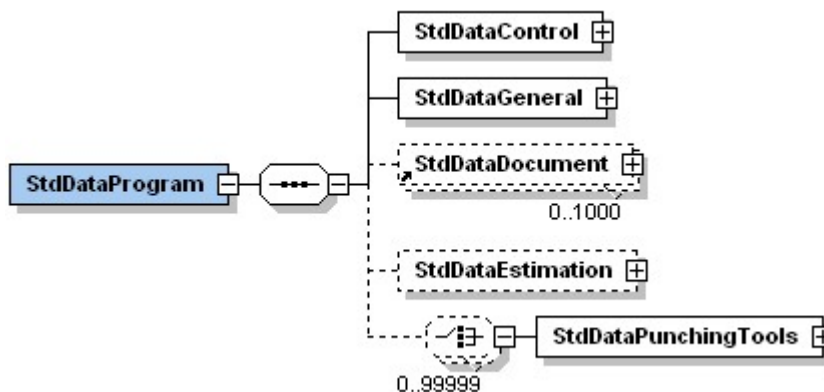 StdDataControl
StdDataGeneral
StdDataProgram
StdDataDocument
0..1000
StdDataEstimation
StdDataPunchingTools
0..99999